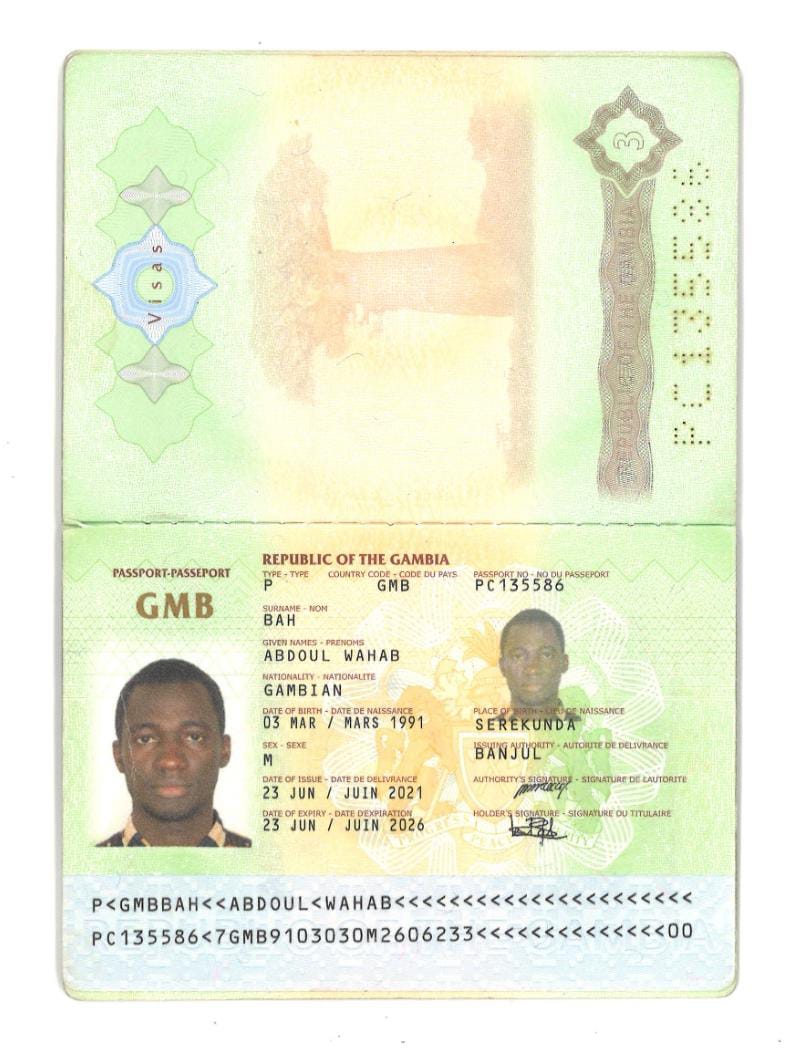 Visas
3
REPUBLIC OF THE GAMBIA
PC135586
PASSPORT-PASSEPORT
GMB
REPUBLIC OF THE GAMBIA
TYPE - TYPE COUNTRY CODE - CODE DU PAYS PASSPORT NO - NO DU PASSEPORT
P GMB PC135586
SURNAME - NOM
BAH
GIVEN NAMES - PRENOMS
ABDOUL WAHAB
NATIONALITY - NATIONALITE
GAMBIAN
DATE OF BIRTH - DATE DE NAISSANCE PLACE OF BIRTH - LIEU DE NAISSANCE
03 MAR / MARS 1991 SEREKUNDA
SEX - SEXE ISSUING AUTHORITY - AUTORITE DE DELIVRANCE
M BANJUL
DATE OF ISSUE - DATE DE DELIVRANCE AUTHORITY'S SIGNATURE - SIGNATURE DE L'AUTORITE
23 JUN / JUIN 2021
DATE OF EXPIRY - DATE D'EXPIRATION HOLDER'S SIGNATURE - SIGNATURE DU TITULAIRE
23 JUN / JUIN 2026
P<GMBBAH<<ABDOUL<WAHAB<<<<<<<<<<<<<<<<<<<<<<
PC135586<7GMB9103030M2606233<<<<<<<<<<<<<<00